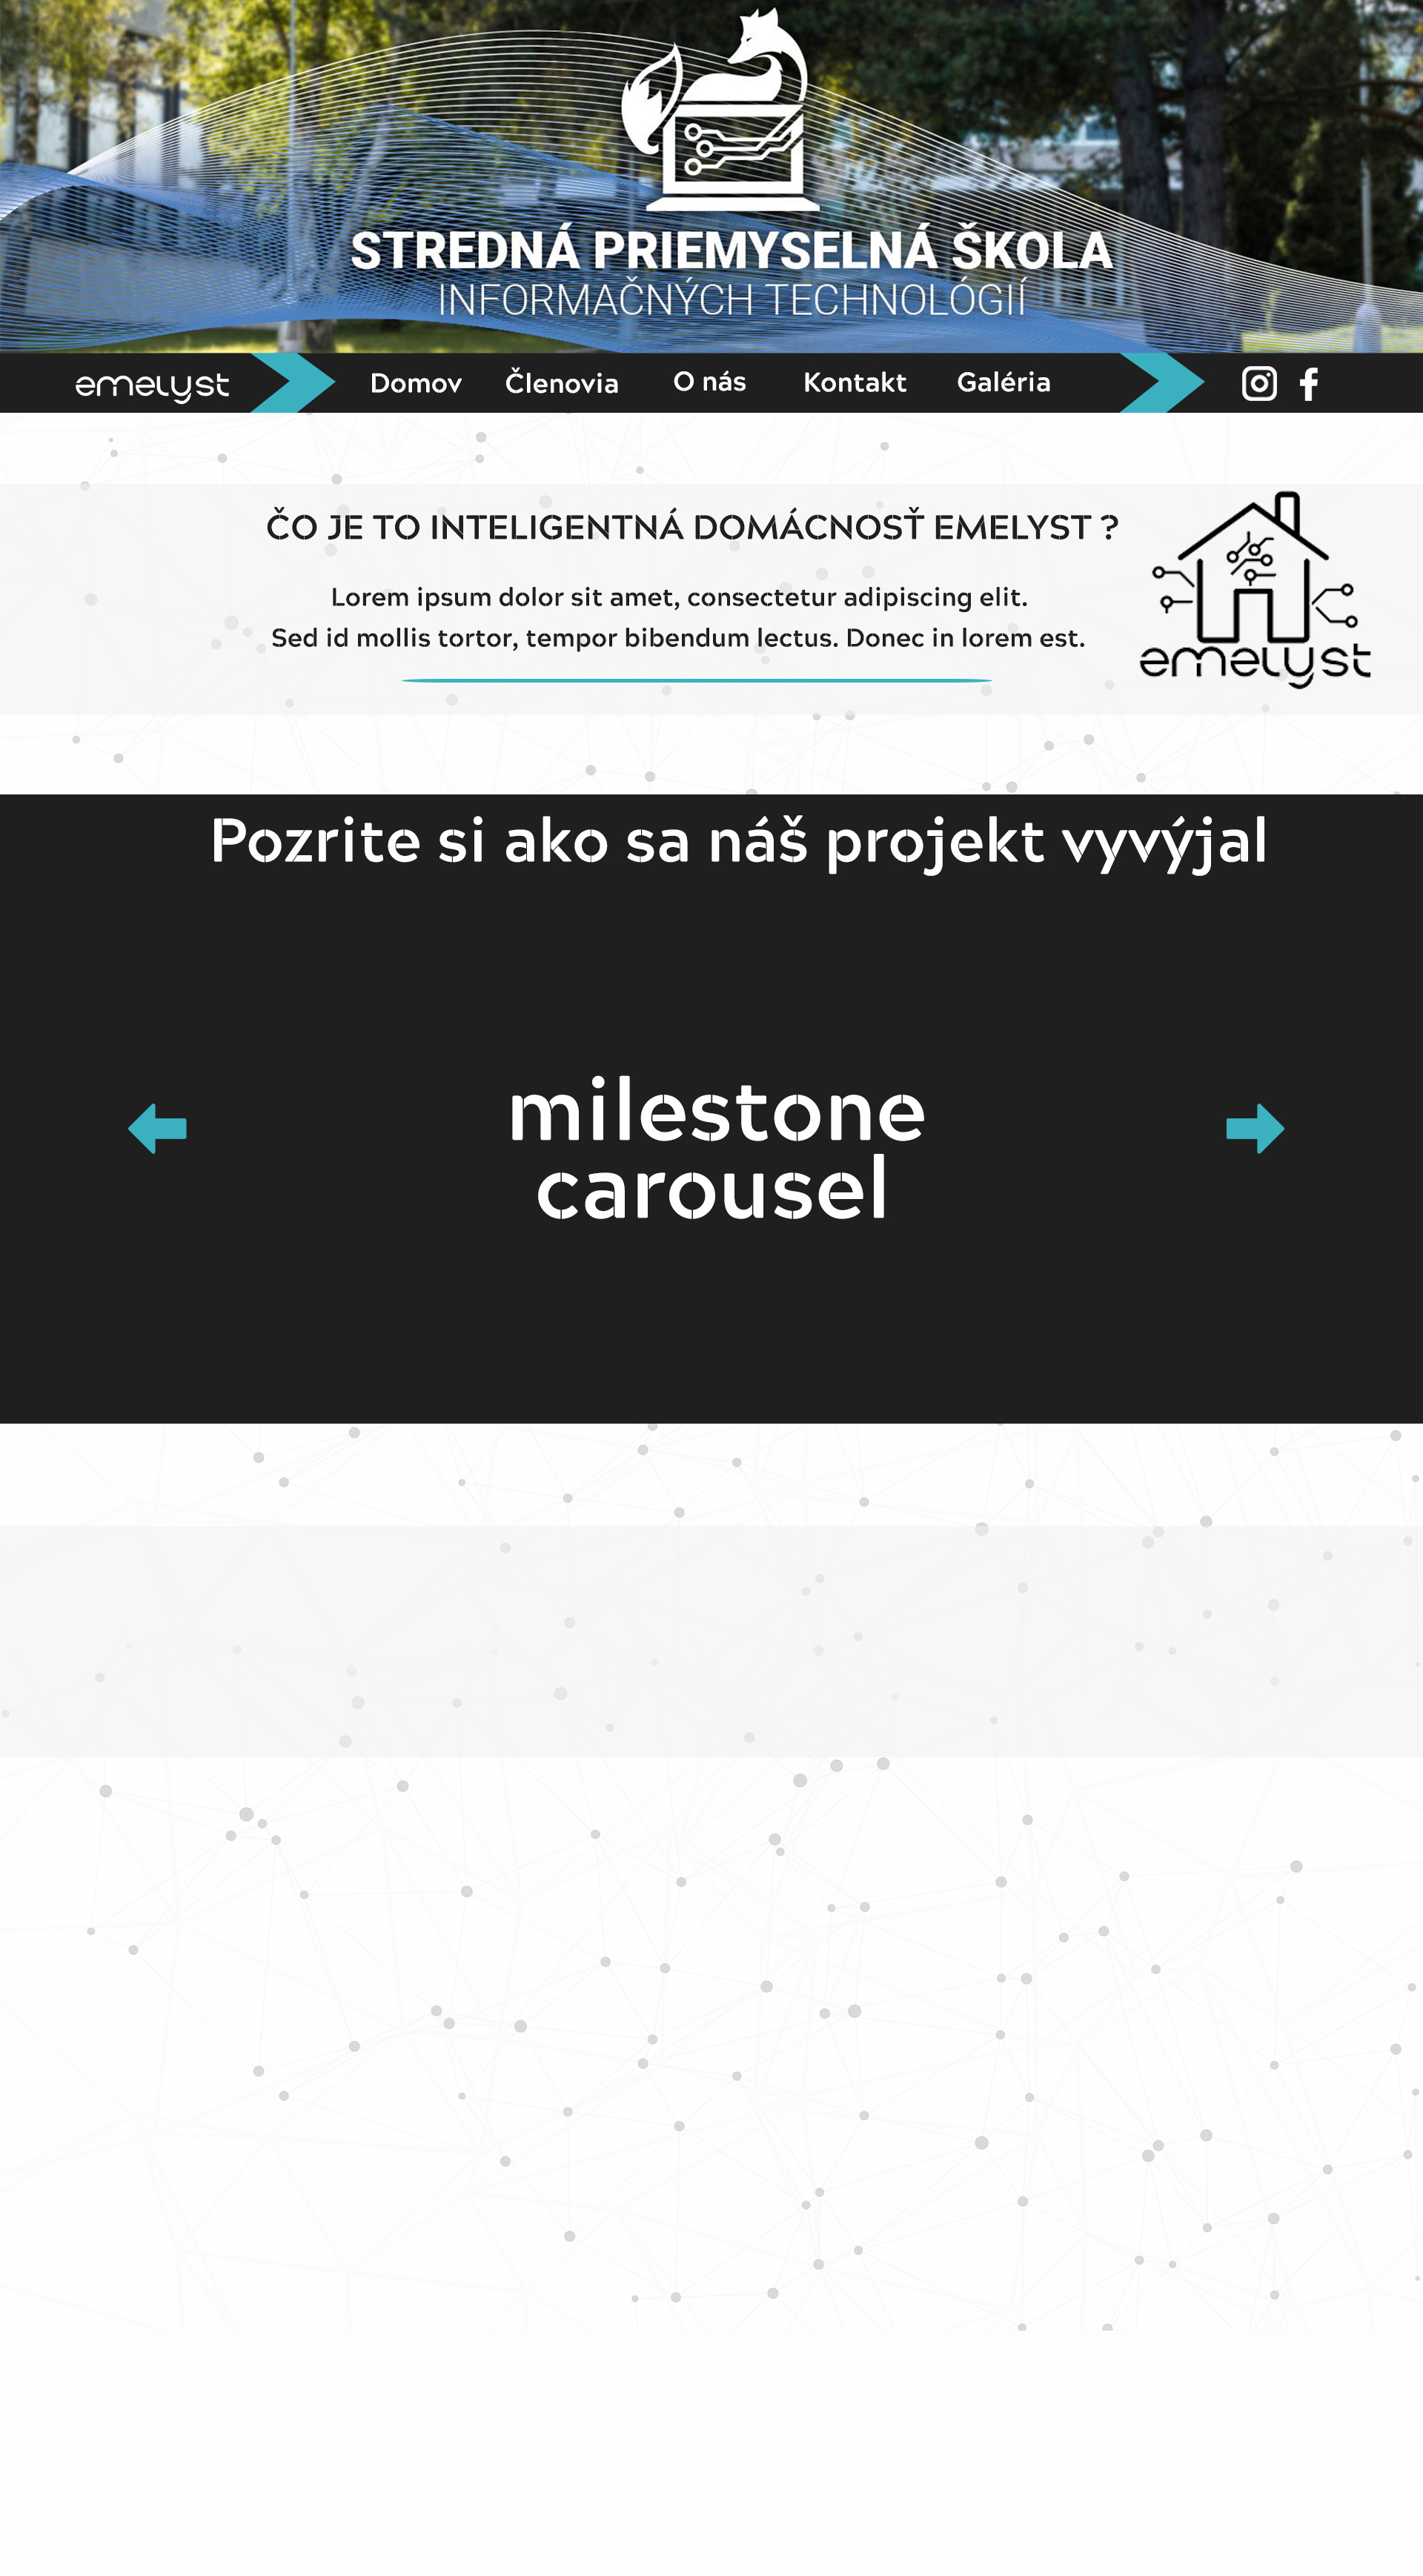 STREDNÁ PRIEMYSELNÁ ŠKOLA
INFORMAČNÝCH TECHNOLÓGIÍ
emelyst Domov Členovia O nás Kontakt Galéria
ČO JE TO INTELIGENTNÁ DOMÁCNOSŤ EMELYST ?
Lorem ipsum dolor sit amet, consectetur adipiscing elit.
Sed id mollis tortor, tempor bibendum lectus. Donec in lorem est.
emelyst
Pozrite si ako sa náš projekt vyvýjal
milestone
carousel